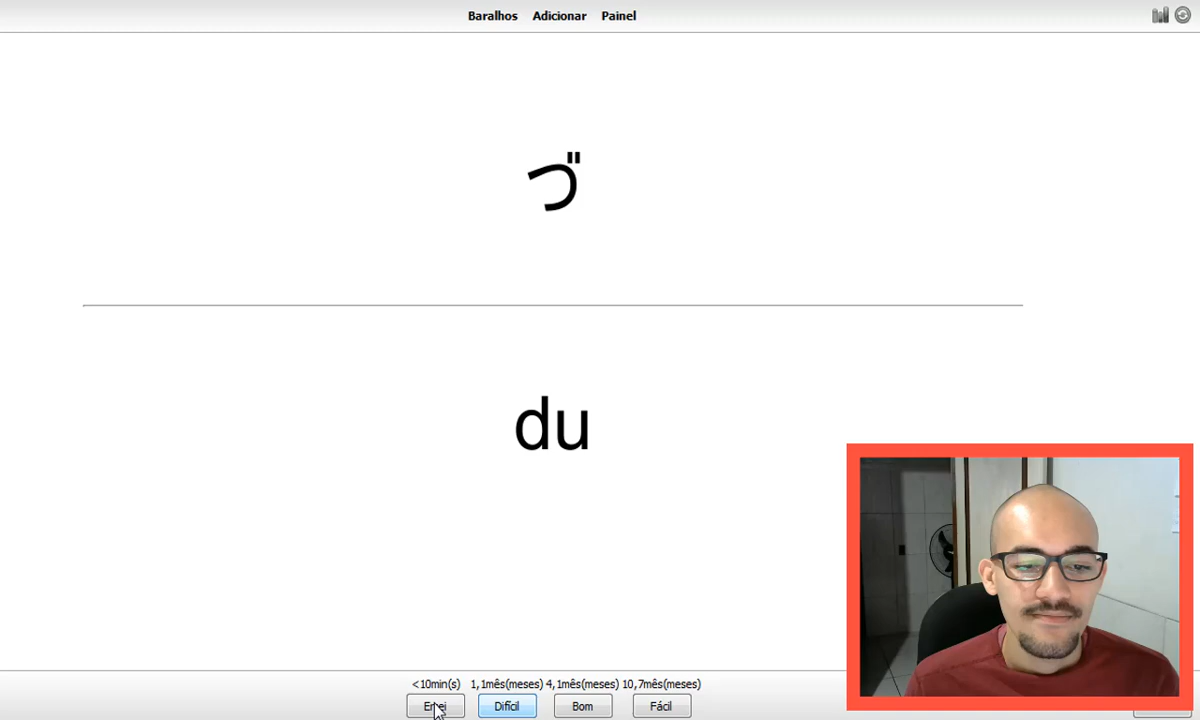 Baralhos Adicionar Painel
づ
du
<10min(s) 1,1mês(meses) 4,1mês(meses) 10,7mês(meses)
Errei Difícil Bom Fácil